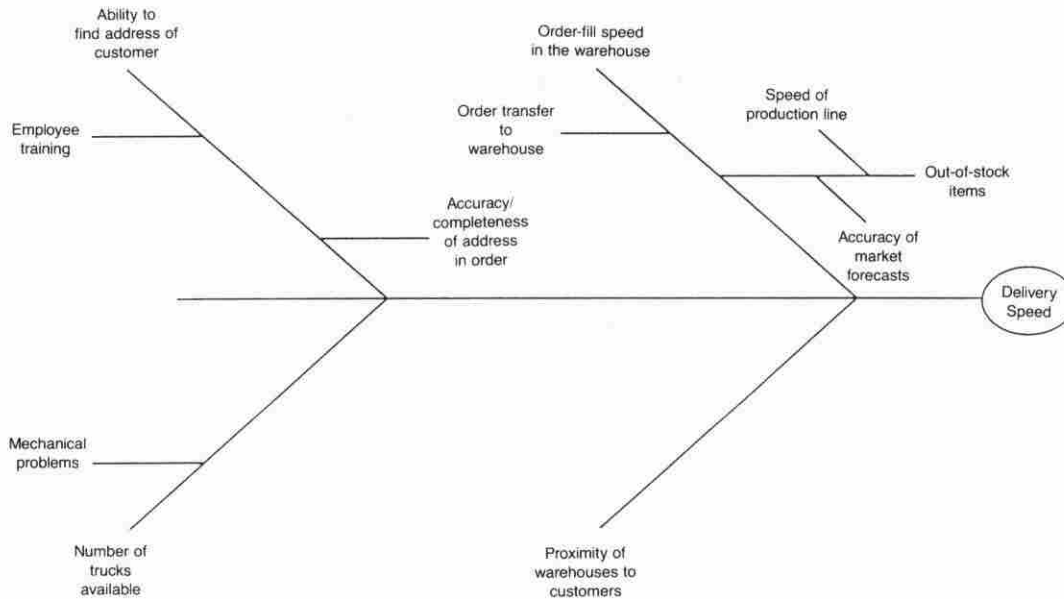 Ability to
find address of
customer
Order-fill speed
in the warehouse
Speed of
production line
Employee
training
Order transfer
to
warehouse
Out-of-stock
items
Accuracy/
completeness
of address
in order
Accuracy of
market
forecasts
Delivery
Speed
Mechanical
problems
Number of
trucks
available
Proximity of
warehouses to
customers